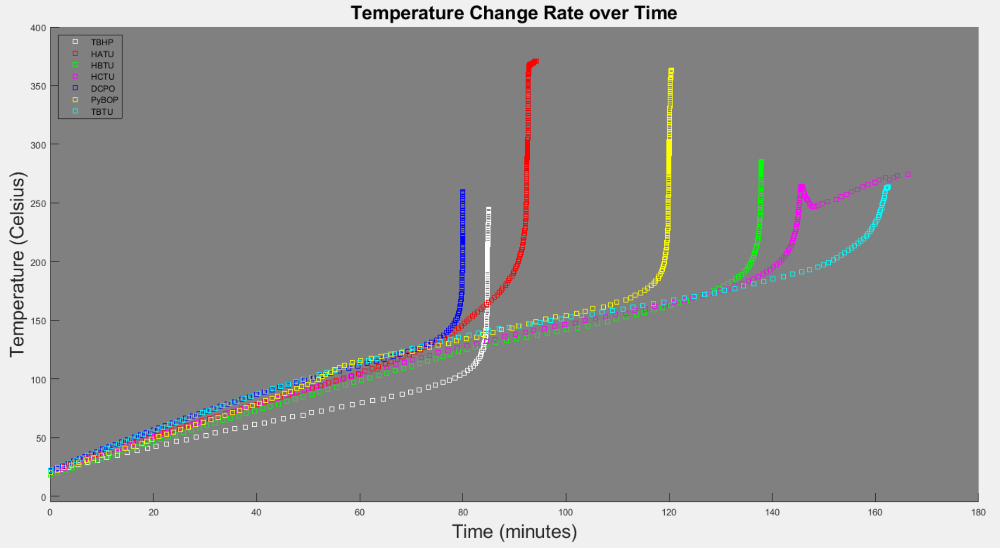 Temperature Change Rate over Time
400
350
300
250
200
150
100
50
0
TBHP
HATU
HBTU
HCTU
DCPO
PyBOP
TBTU
Temperature (Celsius)
0 20 40 60 80 100 120 140 160 180
Time (minutes)